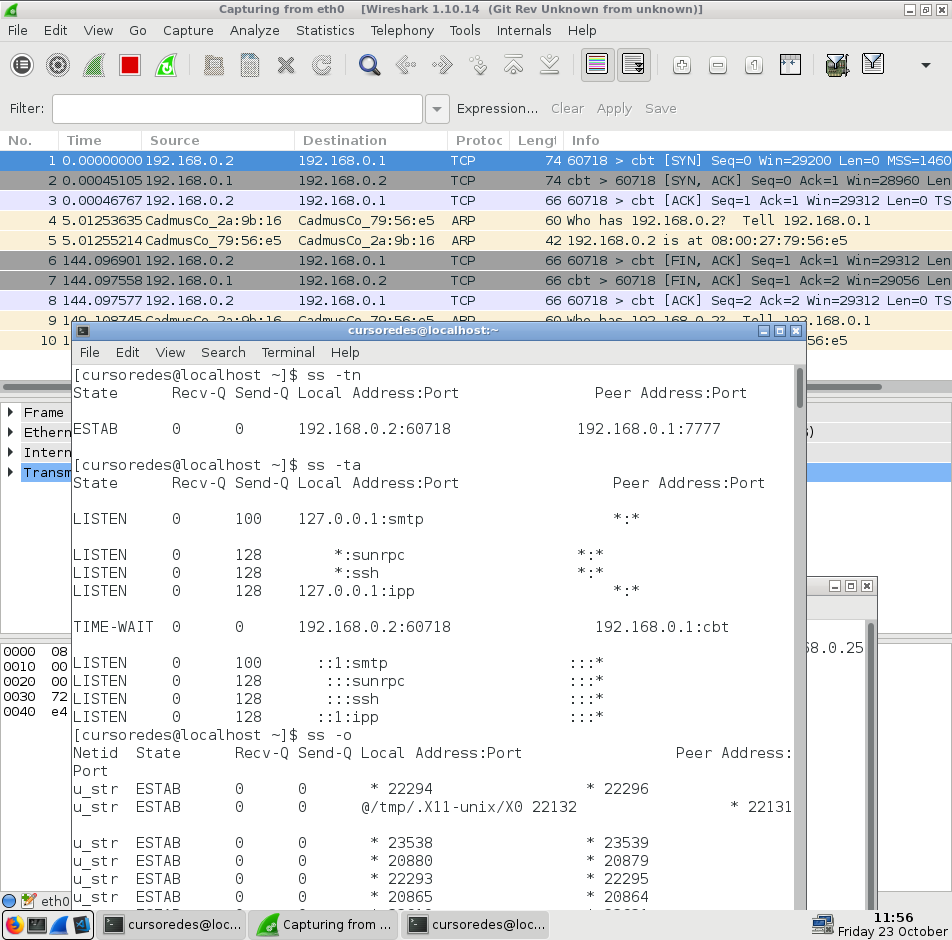 Capturing from eth0 [Wireshark 1.10.14 (Git Rev Unknown from unknown)]
File Edit View Go Capture Analyze Statistics Telephony Tools Internals Help
Filter: Expression... Clear Apply Save
No. Time Source Destination Protoc Lengt Info
1 0.00000000 192.168.0.2 192.168.0.1 TCP 74 60718 > cbt [SYN] Seq=0 Win=29200 Len=0 MSS=1460
2 0.00045105 192.168.0.1 192.168.0.2 TCP 74 cbt > 60718 [SYN, ACK] Seq=0 Ack=1 Win=28960 Len=0
3 0.00046767 192.168.0.2 192.168.0.1 TCP 66 60718 > cbt [ACK] Seq=1 Ack=1 Win=29312 Len=0 TS
4 5.01253635 CadmusCo_2a:9b:16 CadmusCo_79:56:e5 ARP 60 Who has 192.168.0.2? Tell 192.168.0.1
5 5.01255214 CadmusCo_79:56:e5 CadmusCo_2a:9b:16 ARP 42 192.168.0.2 is at 08:00:27:79:56:e5
6 144.096901 192.168.0.2 192.168.0.1 TCP 66 60718 > cbt [FIN, ACK] Seq=1 Ack=1 Win=29312 Len=
7 144.097558 192.168.0.1 192.168.0.2 TCP 66 cbt > 60718 [FIN, ACK] Seq=1 Ack=2 Win=29056 Len=
8 144.097577 192.168.0.2 192.168.0.1 TCP 66 60718 > cbt [ACK] Seq=2 Ack=2 Win=29312 Len=0 TS
9 149.108745 CadmusCo_2a:9b:16 CadmusCo_79:56:e5 ARP 60 Who has 192.168.0.2? Tell 192.168.0.1
10 1 56:e5
cursoredes@localhost:~
File Edit View Search Terminal Help
[cursoredes@localhost ~]$ ss -tn
State Recv-Q Send-Q Local Address:Port Peer Address:Port
ESTAB 0 0 192.168.0.2:60718 192.168.0.1:7777
[cursoredes@localhost ~]$ ss -ta
State Recv-Q Send-Q Local Address:Port Peer Address:Port
LISTEN 0 100 127.0.0.1:smtp *:*
LISTEN 0 128 *:sunrpc *:*
LISTEN 0 128 *:ssh *:*
LISTEN 0 128 127.0.0.1:ipp *:*
TIME-WAIT 0 0 192.168.0.2:60718 192.168.0.1:cbt
LISTEN 0 100 ::1:smtp :::*
LISTEN 0 128 :::sunrpc :::*
LISTEN 0 128 :::ssh :::*
LISTEN 0 128 ::1:ipp :::*
[cursoredes@localhost ~]$ ss -o
Netid State Recv-Q Send-Q Local Address:Port Peer Address:
Port
u_str ESTAB 0 0 * 22294 * 22296
u_str ESTAB 0 0 @/tmp/.X11-unix/X0 22132 * 22131
u_str ESTAB 0 0 * 23538 * 23539
u_str ESTAB 0 0 * 20880 * 20879
u_str ESTAB 0 0 * 22293 * 22295
u_str ESTAB 0 0 * 20865 * 20864
Frame
Ethern
Intern
Transm
0000 08
0010 00
0020 00
0030 72
0040 e4
68.0.25
eth0
cursoredes@loc...
Capturing from ...
cursoredes@loc...
11:56
Friday 23 October